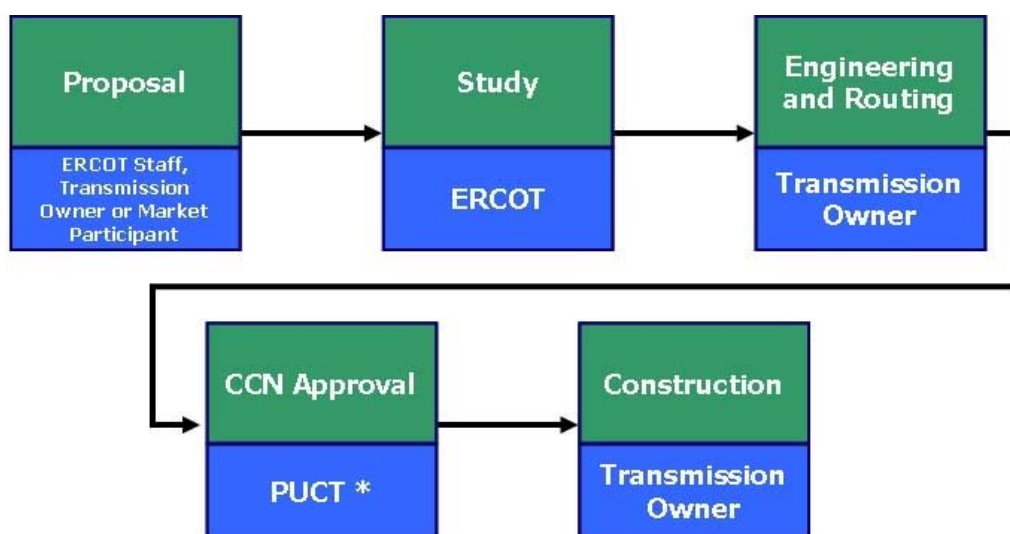 Proposal
ERCOT Staff,
Transmission
Owner or Market
Participant
Study
ERCOT
Engineering
and Routing
Transmission
Owner
CCN Approval
PUCT *
Construction
Transmission
Owner